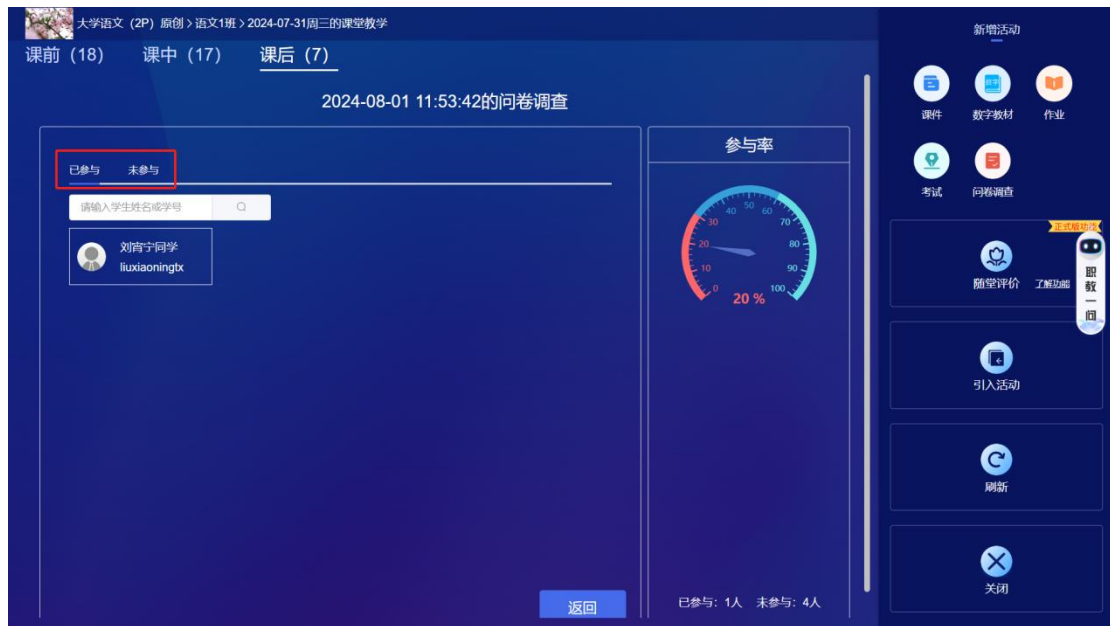 大学语文（2P）原创 > 语文1班 > 2024-07-31周三的课堂教学
课前（18） 课中（17） 课后（7）
2024-08-01 11:53:42的问卷调查
已参与 未参与
请输入学生姓名或学号
刘宵宁同学
liuxiaoningtx
返回
参与率
0 10 20 30 40 50 60 70 80 90 100
20 %
已参与：1人 未参与：4人
新增活动
课件 数字教材 作业
考试 问卷调查
正式版功能
随堂评价 了解功能
职教一问
引入活动
刷新
关闭